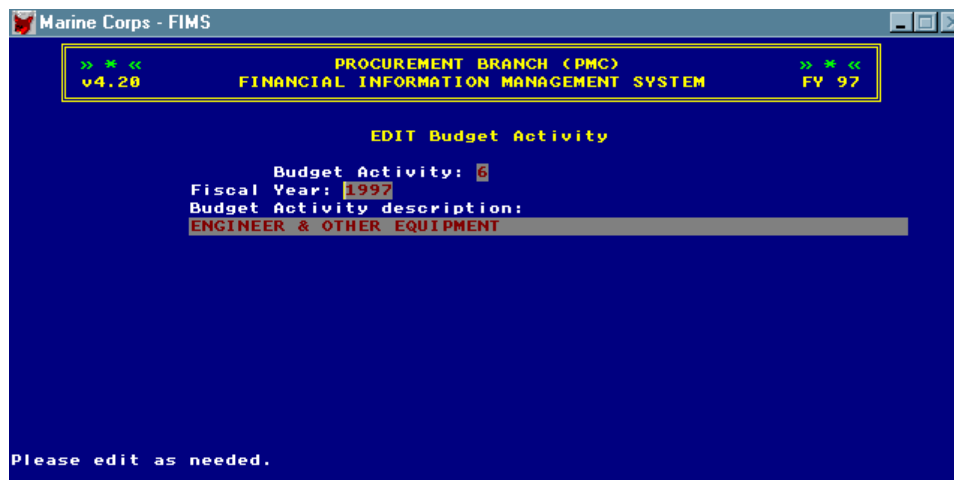 Marine Corps - FIMS
» * « PROCUREMENT BRANCH (PMC) » * «
v4.20 FINANCIAL INFORMATION MANAGEMENT SYSTEM FY 97
EDIT Budget Activity
Budget Activity: 6
Fiscal Year: 1997
Budget Activity description:
ENGINEER & OTHER EQUIPMENT
Please edit as needed.